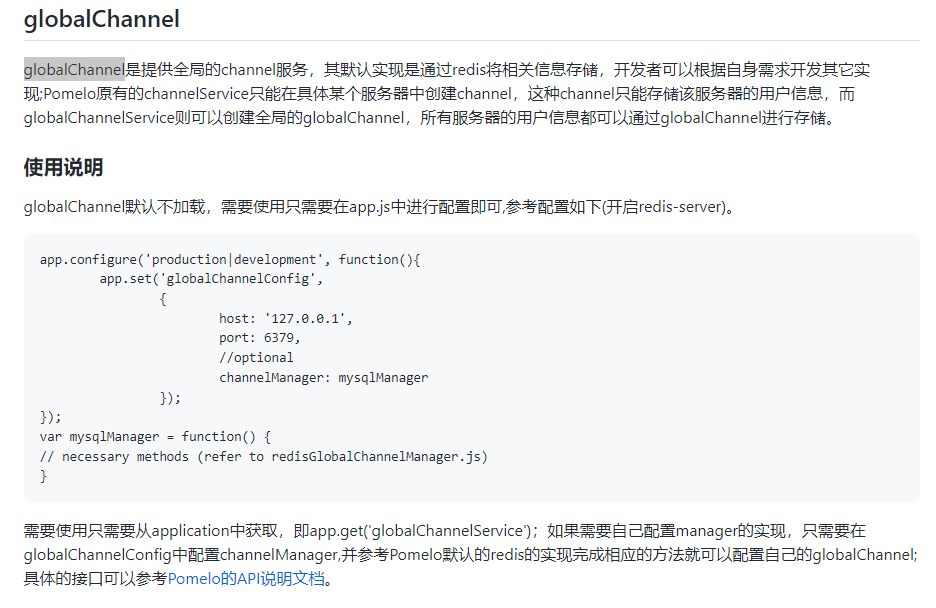 globalChannel
globalChannel是提供全局的channel服务，其默认实现是通过redis将相关信息存储，开发者可以根据自身需求开发其它实
现;Pomelo原有的channelService只能在具体某个服务器中创建channel，这种channel只能存储该服务器的用户信息，而
globalChannelService则可以创建全局的globalChannel，所有服务器的用户信息都可以通过globalChannel进行存储。
使用说明
globalChannel默认不加载，需要使用只需要在app.js中进行配置即可,参考配置如下(开启redis-server)。
app.configure('production|development', function(){
        app.set('globalChannelConfig',
                {
                        host: '127.0.0.1',
                        port: 6379,
                        //optional
                        channelManager: mysqlManager
                });
});
var mysqlManager = function() {
// necessary methods (refer to redisGlobalChannelManager.js)
}
需要使用只需要从application中获取，即app.get('globalChannelService')；如果需要自己配置manager的实现，只需要在
globalChannelConfig中配置channelManager,并参考Pomelo默认的redis的实现完成相应的方法就可以配置自己的globalChannel;
具体的接口可以参考Pomelo的API说明文档。